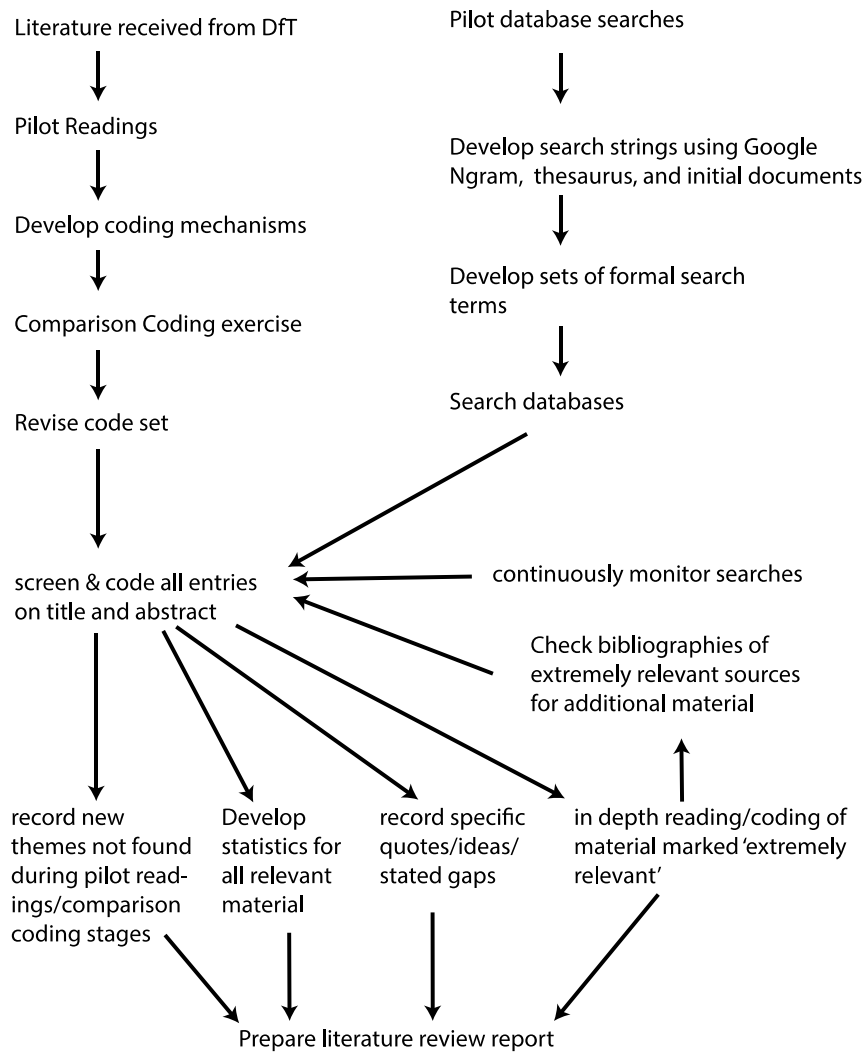 Literature received from DfT
Pilot Readings
Develop coding mechanisms
Comparison Coding exercise
Revise code set
Pilot database searches
Develop search strings using Google
Ngram, thesaurus, and initial documents
Develop sets of formal search
terms
Search databases
screen & code all entries
on title and abstract
continuously monitor searches
Check bibliographies of
extremely relevant sources
for additional material
record new
themes not found
during pilot read-
ings/comparison
coding stages
Develop
statistics for
all relevant
material
record specific
quotes/ideas/
stated gaps
in depth reading/coding of
material marked ‘extremely
relevant’
Prepare literature review report